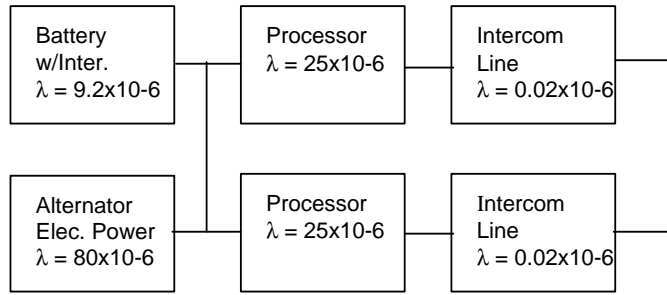 Battery
w/Inter.
λ = 9.2x10-6
Processor
λ = 25x10-6
Intercom
Line
λ = 0.02x10-6
Alternator
Elec. Power
λ = 80x10-6
Processor
λ = 25x10-6
Intercom
Line
λ = 0.02x10-6